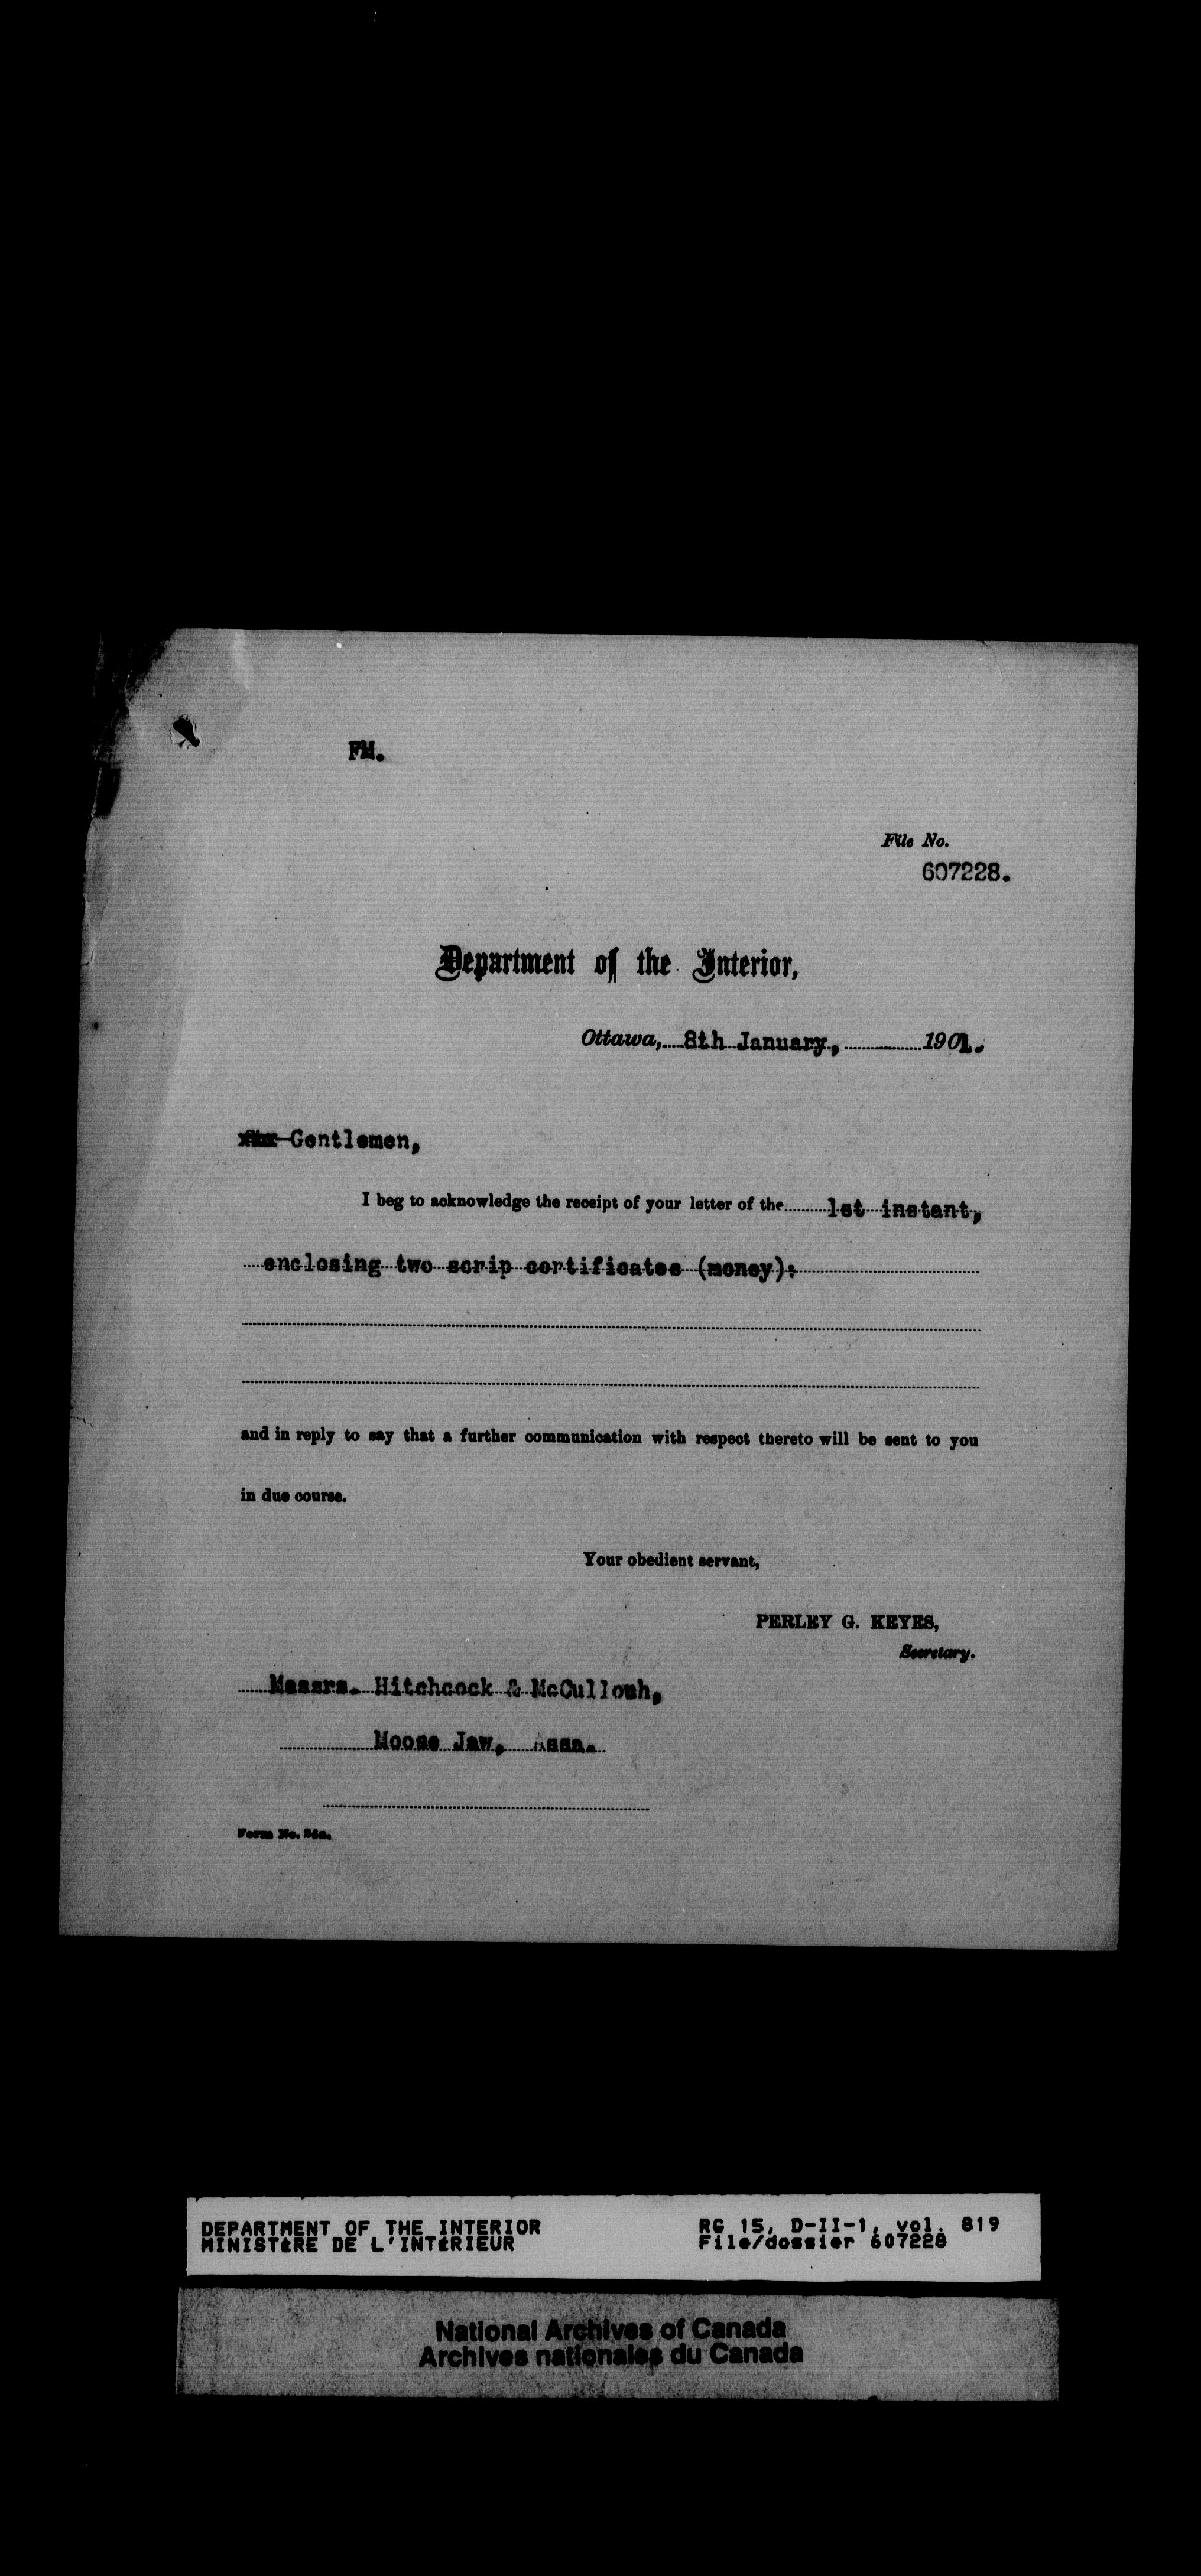 FM.
File No.
607228.
Department of the Interior,
Ottawa, 8th January, 1901.
Gentlemen,
I beg to acknowledge the receipt of your letter of the 1st instant,
enclosing two scrip certificates (money):
and in reply to say that a further communication with respect thereto will be sent to you
in due course.
Your obedient servant,
PERLEY G. KEYES,
Secretary.
Messrs. Hitchcock & McCulloch,
Moose Jaw, Assa.
Form No.
DEPARTMENT OF THE INTERIOR
MINISTÈRE DE L'INTÉRIEUR
RG 15, D-II-1, vol. 819
File/dossier 607228
National Archives of Canada
Archives nationales du Canada